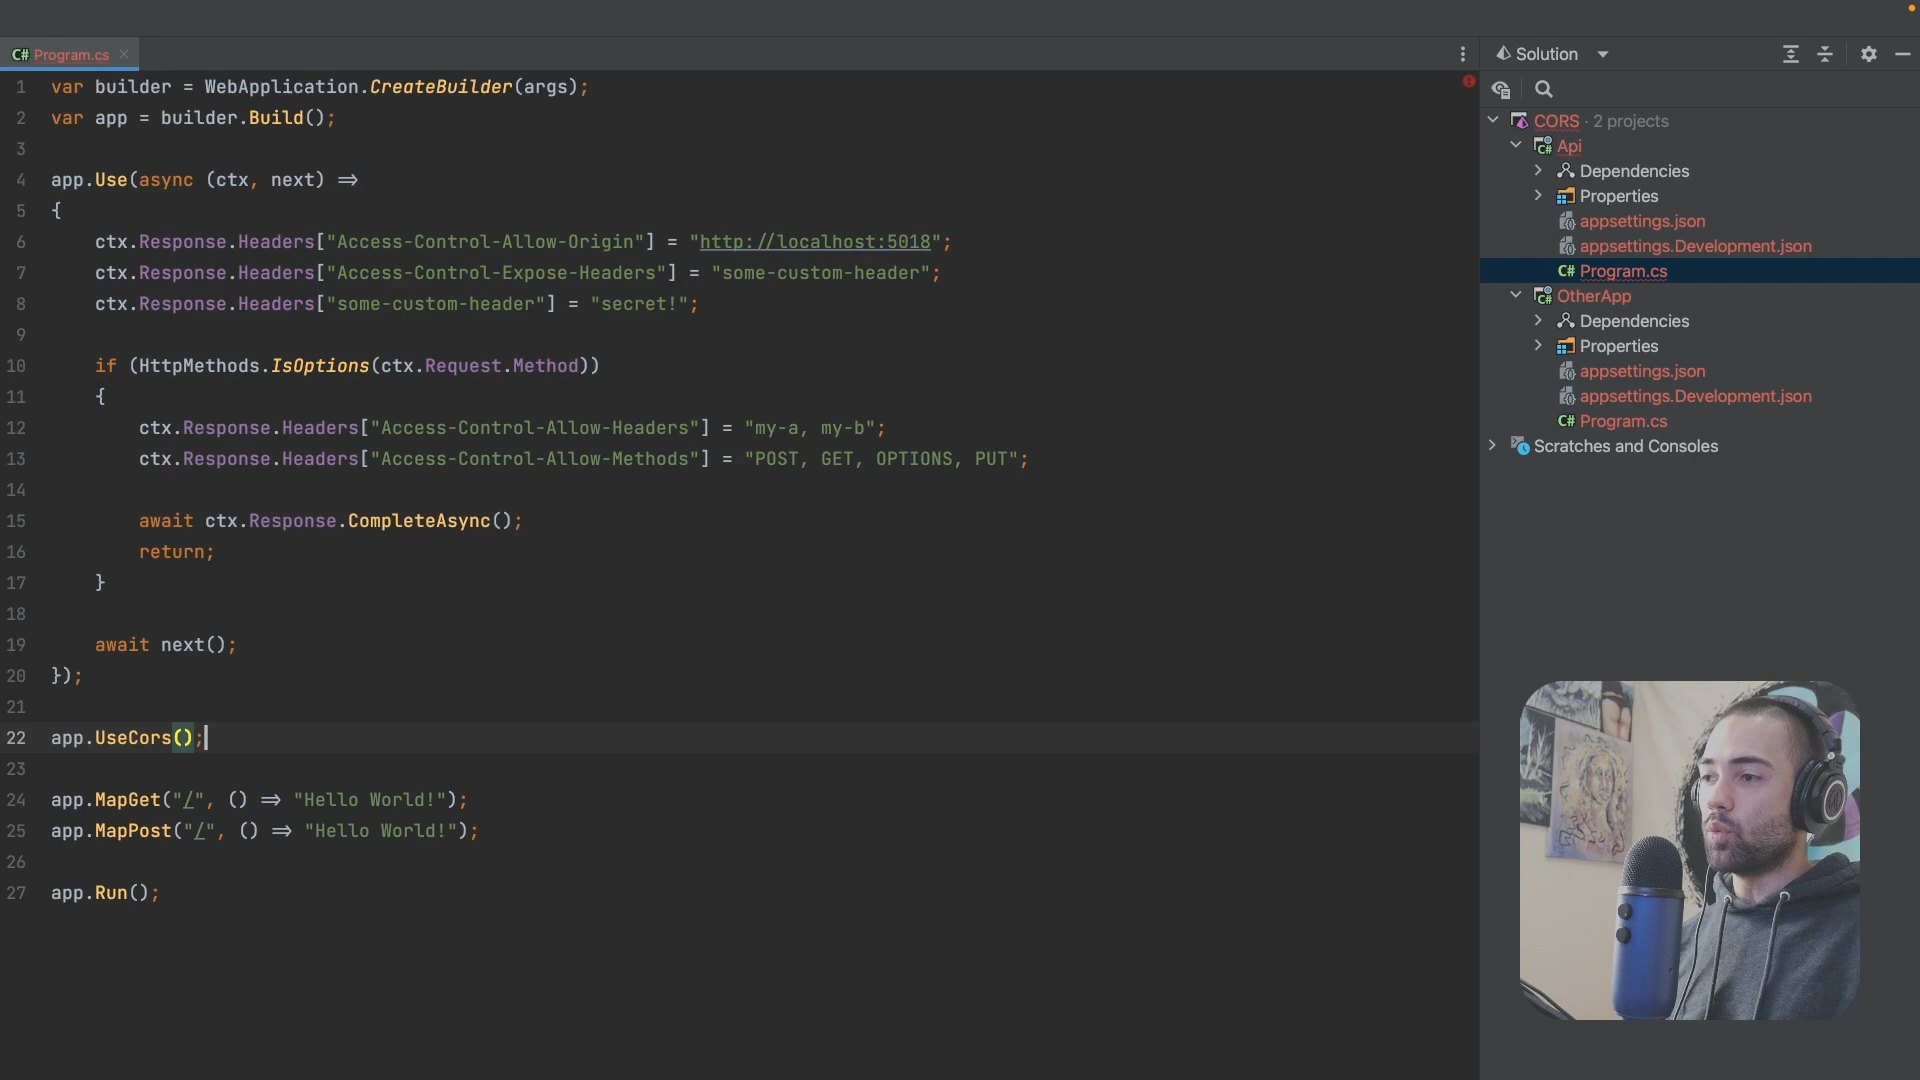 C# Program.cs
Solution
1 var builder = WebApplication.CreateBuilder(args);
2 var app = builder.Build();
3
4 app.Use(async (ctx, next) =>
5 {
6 ctx.Response.Headers["Access-Control-Allow-Origin"] = "http://localhost:5018";
7 ctx.Response.Headers["Access-Control-Expose-Headers"] = "some-custom-header";
8 ctx.Response.Headers["some-custom-header"] = "secret!";
9
10 if (HttpMethods.IsOptions(ctx.Request.Method))
11 {
12 ctx.Response.Headers["Access-Control-Allow-Headers"] = "my-a, my-b";
13 ctx.Response.Headers["Access-Control-Allow-Methods"] = "POST, GET, OPTIONS, PUT";
14
15 await ctx.Response.CompleteAsync();
16 return;
17 }
18
19 await next();
20 });
21
22 app.UseCors();
23
24 app.MapGet("/", () => "Hello World!");
25 app.MapPost("/", () => "Hello World!");
26
27 app.Run();
CORS · 2 projects
C# Api
Dependencies
Properties
appsettings.json
appsettings.Development.json
C# Program.cs
C# OtherApp
Dependencies
Properties
appsettings.json
appsettings.Development.json
C# Program.cs
Scratches and Consoles